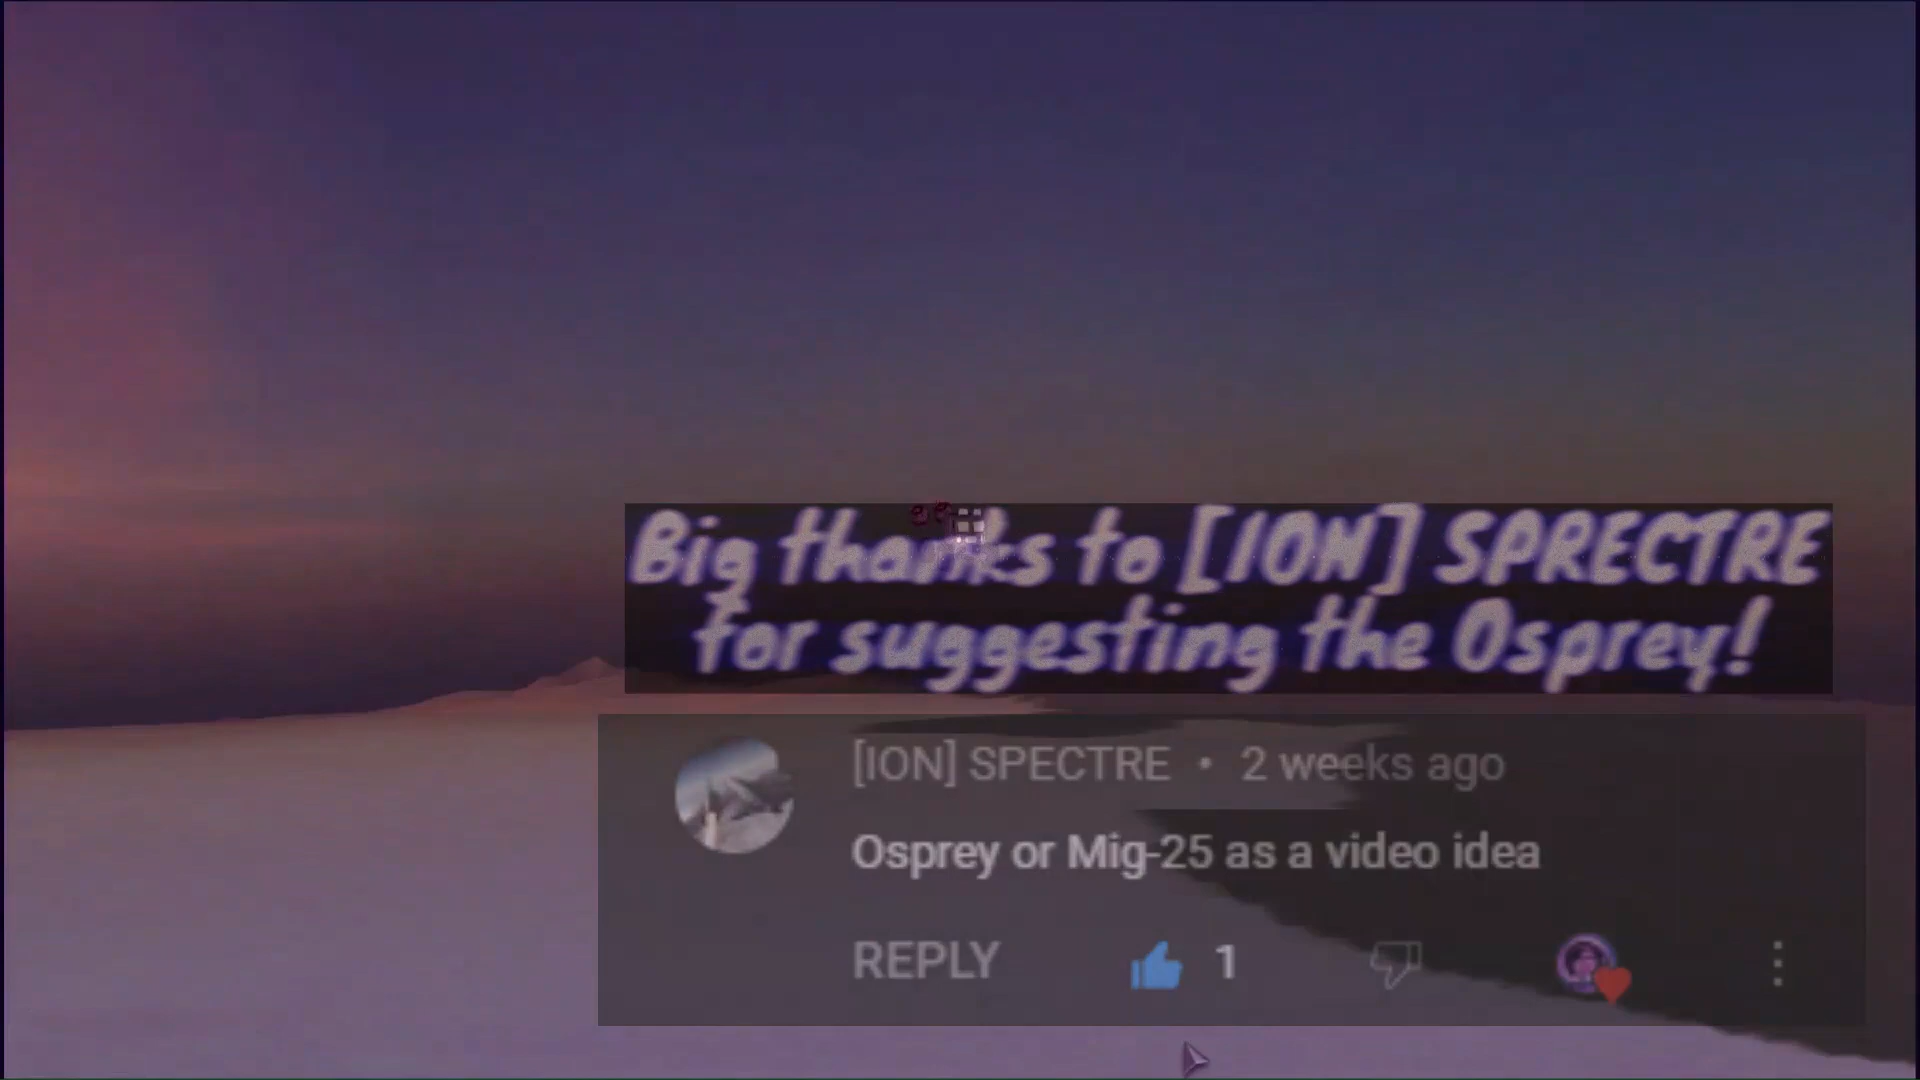 Big thanks to [ION] SPRECTRE
for suggesting the Osprey!
[ION] SPECTRE • 2 weeks ago
Osprey or Mig-25 as a video idea
REPLY 1